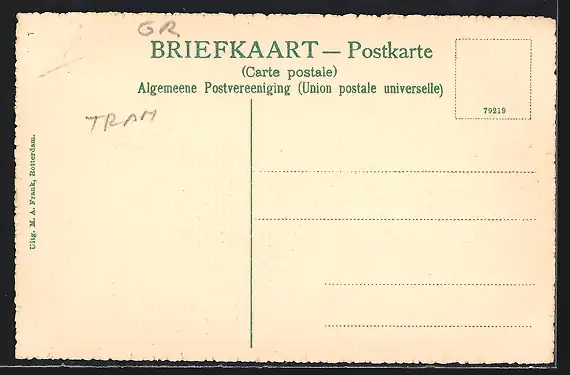 GR
BRIEFKAART — Postkarte
(Carte postale)
Algemeene Postvereeniging (Union postale universelle)
79219
TRAM
Uitg. M. A. Frank, Rotterdam.